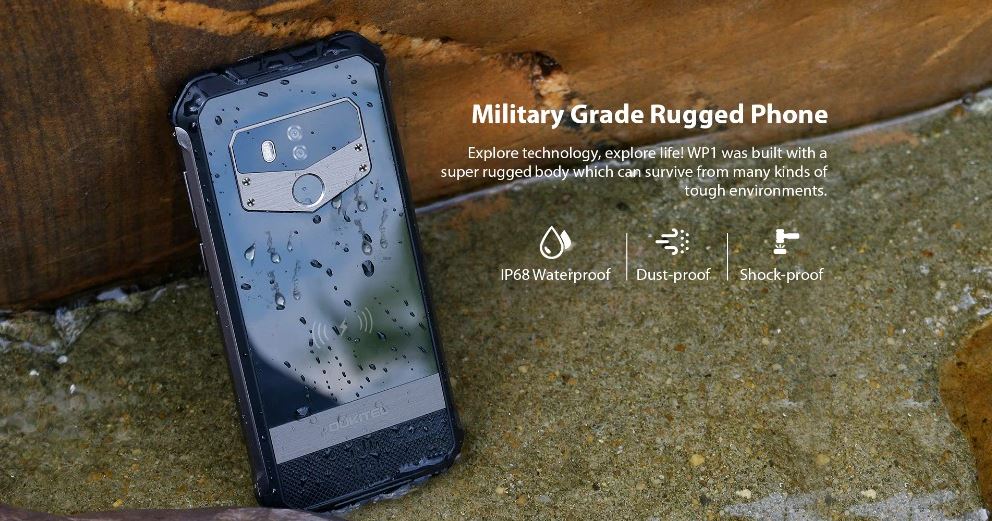 Military Grade Rugged Phone
Explore technology, explore life! WP1 was built with a
super rugged body which can survive from many kinds of
tough environments.
IP68 Waterproof
Dust-proof
Shock-proof
OUKITEL